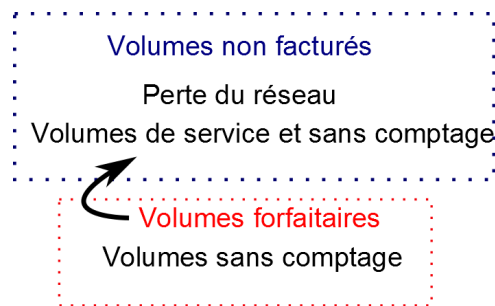 Volumes non facturés
Perte du réseau
Volumes de service et sans comptage
Volumes forfaitaires
Volumes sans comptage